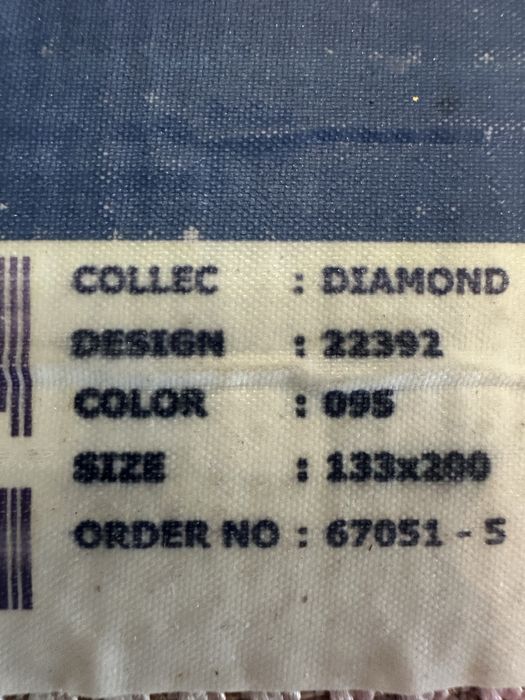 COLLEC : DIAMOND
DESIGN : 22392
COLOR : 095
SIZE : 133x200
ORDER NO : 67051 - 5